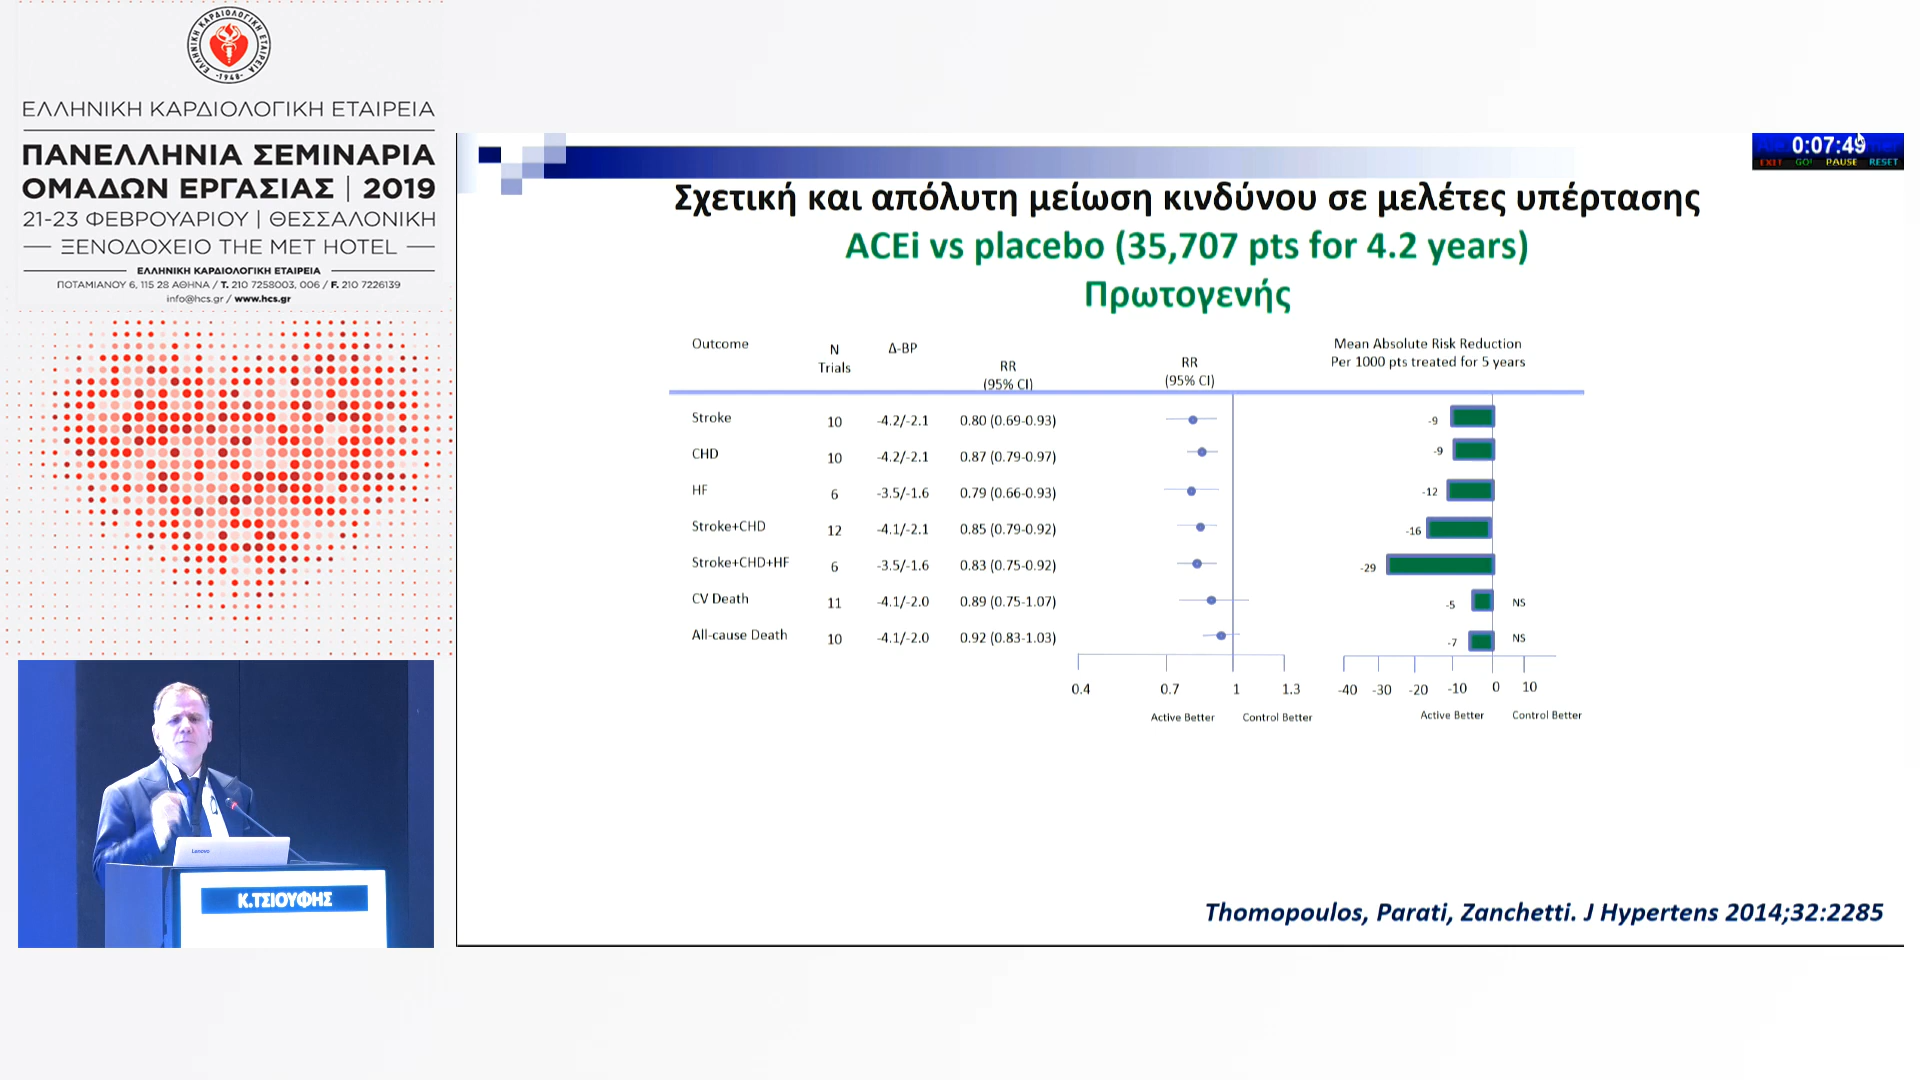 ΕΛΛΗΝΙΚΗ ΚΑΡΔΙΟΛΟΓΙΚΗ ΕΤΑΙΡΕΙΑ
-1948-
ΕΛΛΗΝΙΚΗ ΚΑΡΔΙΟΛΟΓΙΚΗ ΕΤΑΙΡΕΙΑ
ΠΑΝΕΛΛΗΝΙΑ ΣΕΜΙΝΑΡΙΑ
ΟΜΑΔΩΝ ΕΡΓΑΣΙΑΣ | 2019
21-23 ΦΕΒΡΟΥΑΡΙΟΥ | ΘΕΣΣΑΛΟΝΙΚΗ
ΞΕΝΟΔΟΧΕΙΟ THE MET HOTEL
ΕΛΛΗΝΙΚΗ ΚΑΡΔΙΟΛΟΓΙΚΗ ΕΤΑΙΡΕΙΑ
ΠΟΤΑΜΙΑΝΟΥ 6, 115 28 ΑΘΗΝΑ / T. 210 7258003, 006 / F. 210 7226139
info@hcs.gr / www.hcs.gr
0:07:49
EXIT GO! PAUSE RESET
Σχετική και απόλυτη μείωση κινδύνου σε μελέτες υπέρτασης
ACEi vs placebo (35,707 pts for 4.2 years)
Πρωτογενής
Outcome N Trials Δ-BP RR (95% CI) RR (95% CI) Mean Absolute Risk Reduction Per 1000 pts treated for 5 years
Stroke 10 -4.2/-2.1 0.80 (0.69-0.93) -9
CHD 10 -4.2/-2.1 0.87 (0.79-0.97) -9
HF 6 -3.5/-1.6 0.79 (0.66-0.93) -12
Stroke+CHD 12 -4.1/-2.1 0.85 (0.79-0.92) -16
Stroke+CHD+HF 6 -3.5/-1.6 0.83 (0.75-0.92) -29
CV Death 11 -4.1/-2.0 0.89 (0.75-1.07) -5 NS
All-cause Death 10 -4.1/-2.0 0.92 (0.83-1.03) -7 NS
0.4 0.7 1 1.3 -40 -30 -20 -10 0 10
Active Better Control Better Active Better Control Better
Thomopoulos, Parati, Zanchetti. J Hypertens 2014;32:2285
Lenovo
Κ.ΤΣΙΟΥΦΗΣ